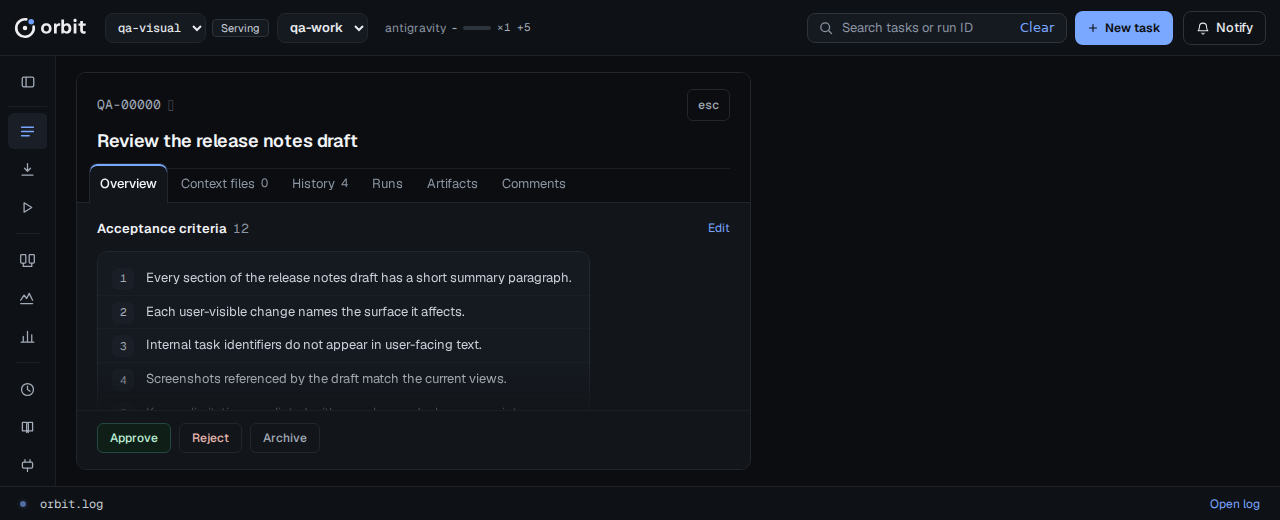 orbit
qa-visual
Serving
qa-work
antigravity - ×1 +5
Search tasks or run ID
Clear
+ New task
Notify
QA-00000
esc
Review the release notes draft
Overview
Context files 0
History 4
Runs
Artifacts
Comments
Acceptance criteria 12
Edit
1 Every section of the release notes draft has a short summary paragraph.
2 Each user-visible change names the surface it affects.
3 Internal task identifiers do not appear in user-facing text.
4 Screenshots referenced by the draft match the current views.
Approve
Reject
Archive
orbit.log
Open log